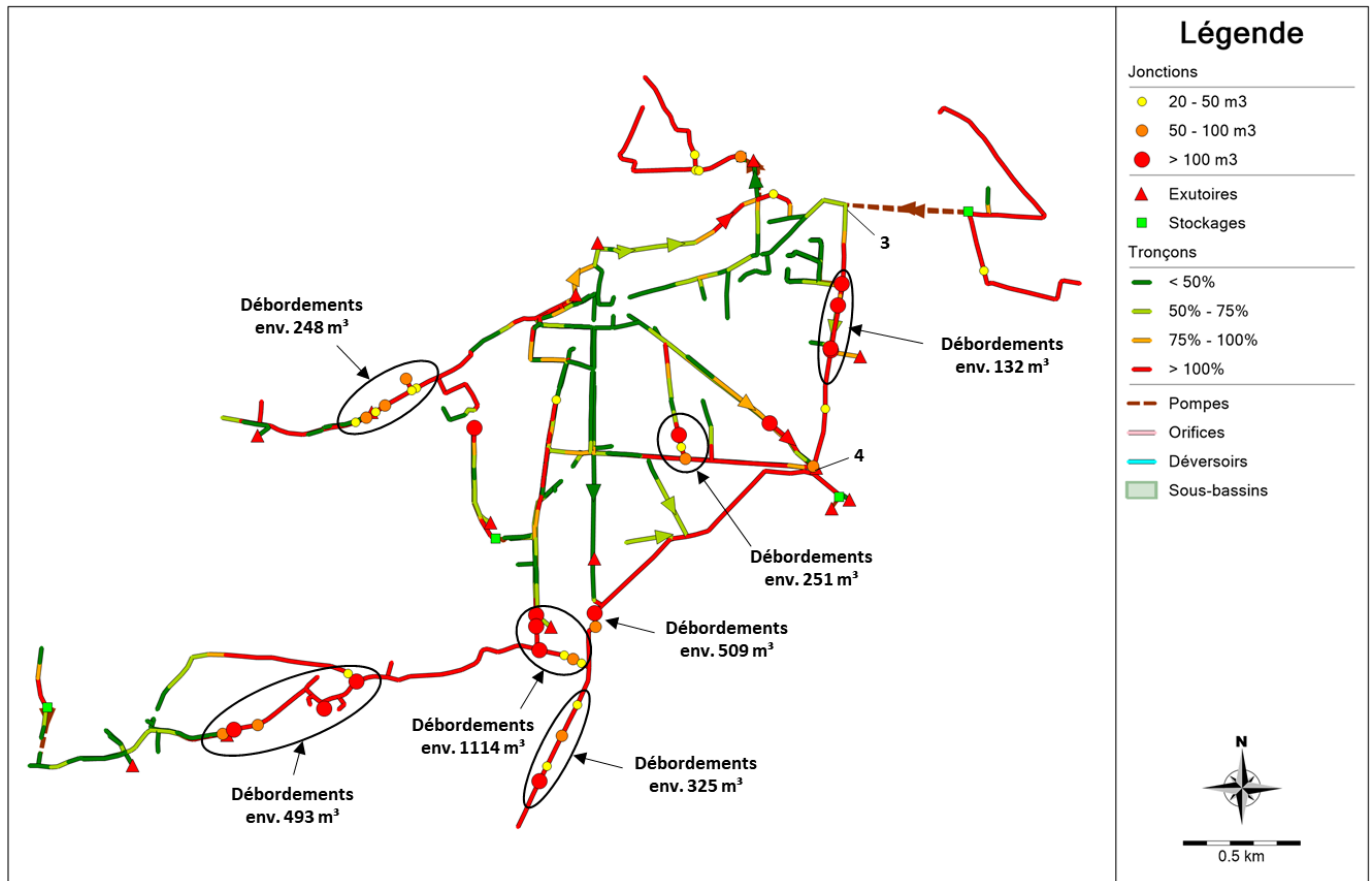 Légende
Jonctions
20 - 50 m3
50 - 100 m3
> 100 m3
Exutoires
Stockages
Tronçons
< 50%
50% - 75%
75% - 100%
> 100%
Pompes
Orifices
Déversoirs
Sous-bassins
N
0.5 km
3
Débordements
env. 248 m³
Débordements
env. 132 m³
4
Débordements
env. 251 m³
Débordements
env. 509 m³
Débordements
env. 1114 m³
Débordements
env. 325 m³
Débordements
env. 493 m³